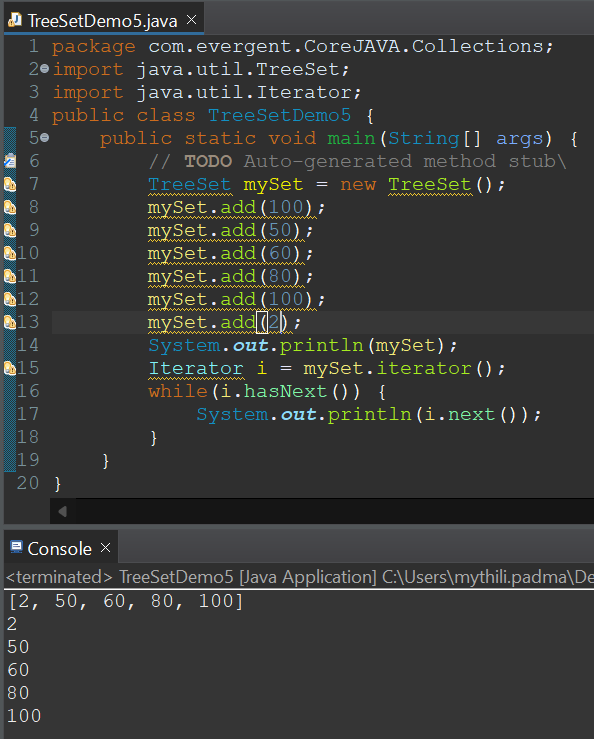 TreeSetDemo5.java ×
1 package com.evergent.CoreJAVA.Collections;
2 import java.util.TreeSet;
3 import java.util.Iterator;
4 public class TreeSetDemo5 {
5 public static void main(String[] args) {
6 // TODO Auto-generated method stub\
7 TreeSet mySet = new TreeSet();
8 mySet.add(100);
9 mySet.add(50);
10 mySet.add(60);
11 mySet.add(80);
12 mySet.add(100);
13 mySet.add(2);
14 System.out.println(mySet);
15 Iterator i = mySet.iterator();
16 while(i.hasNext()) {
17 System.out.println(i.next());
18 }
19 }
20 }
Console ×
<terminated> TreeSetDemo5 [Java Application] C:\Users\mythili.padma\De
[2, 50, 60, 80, 100]
2
50
60
80
100